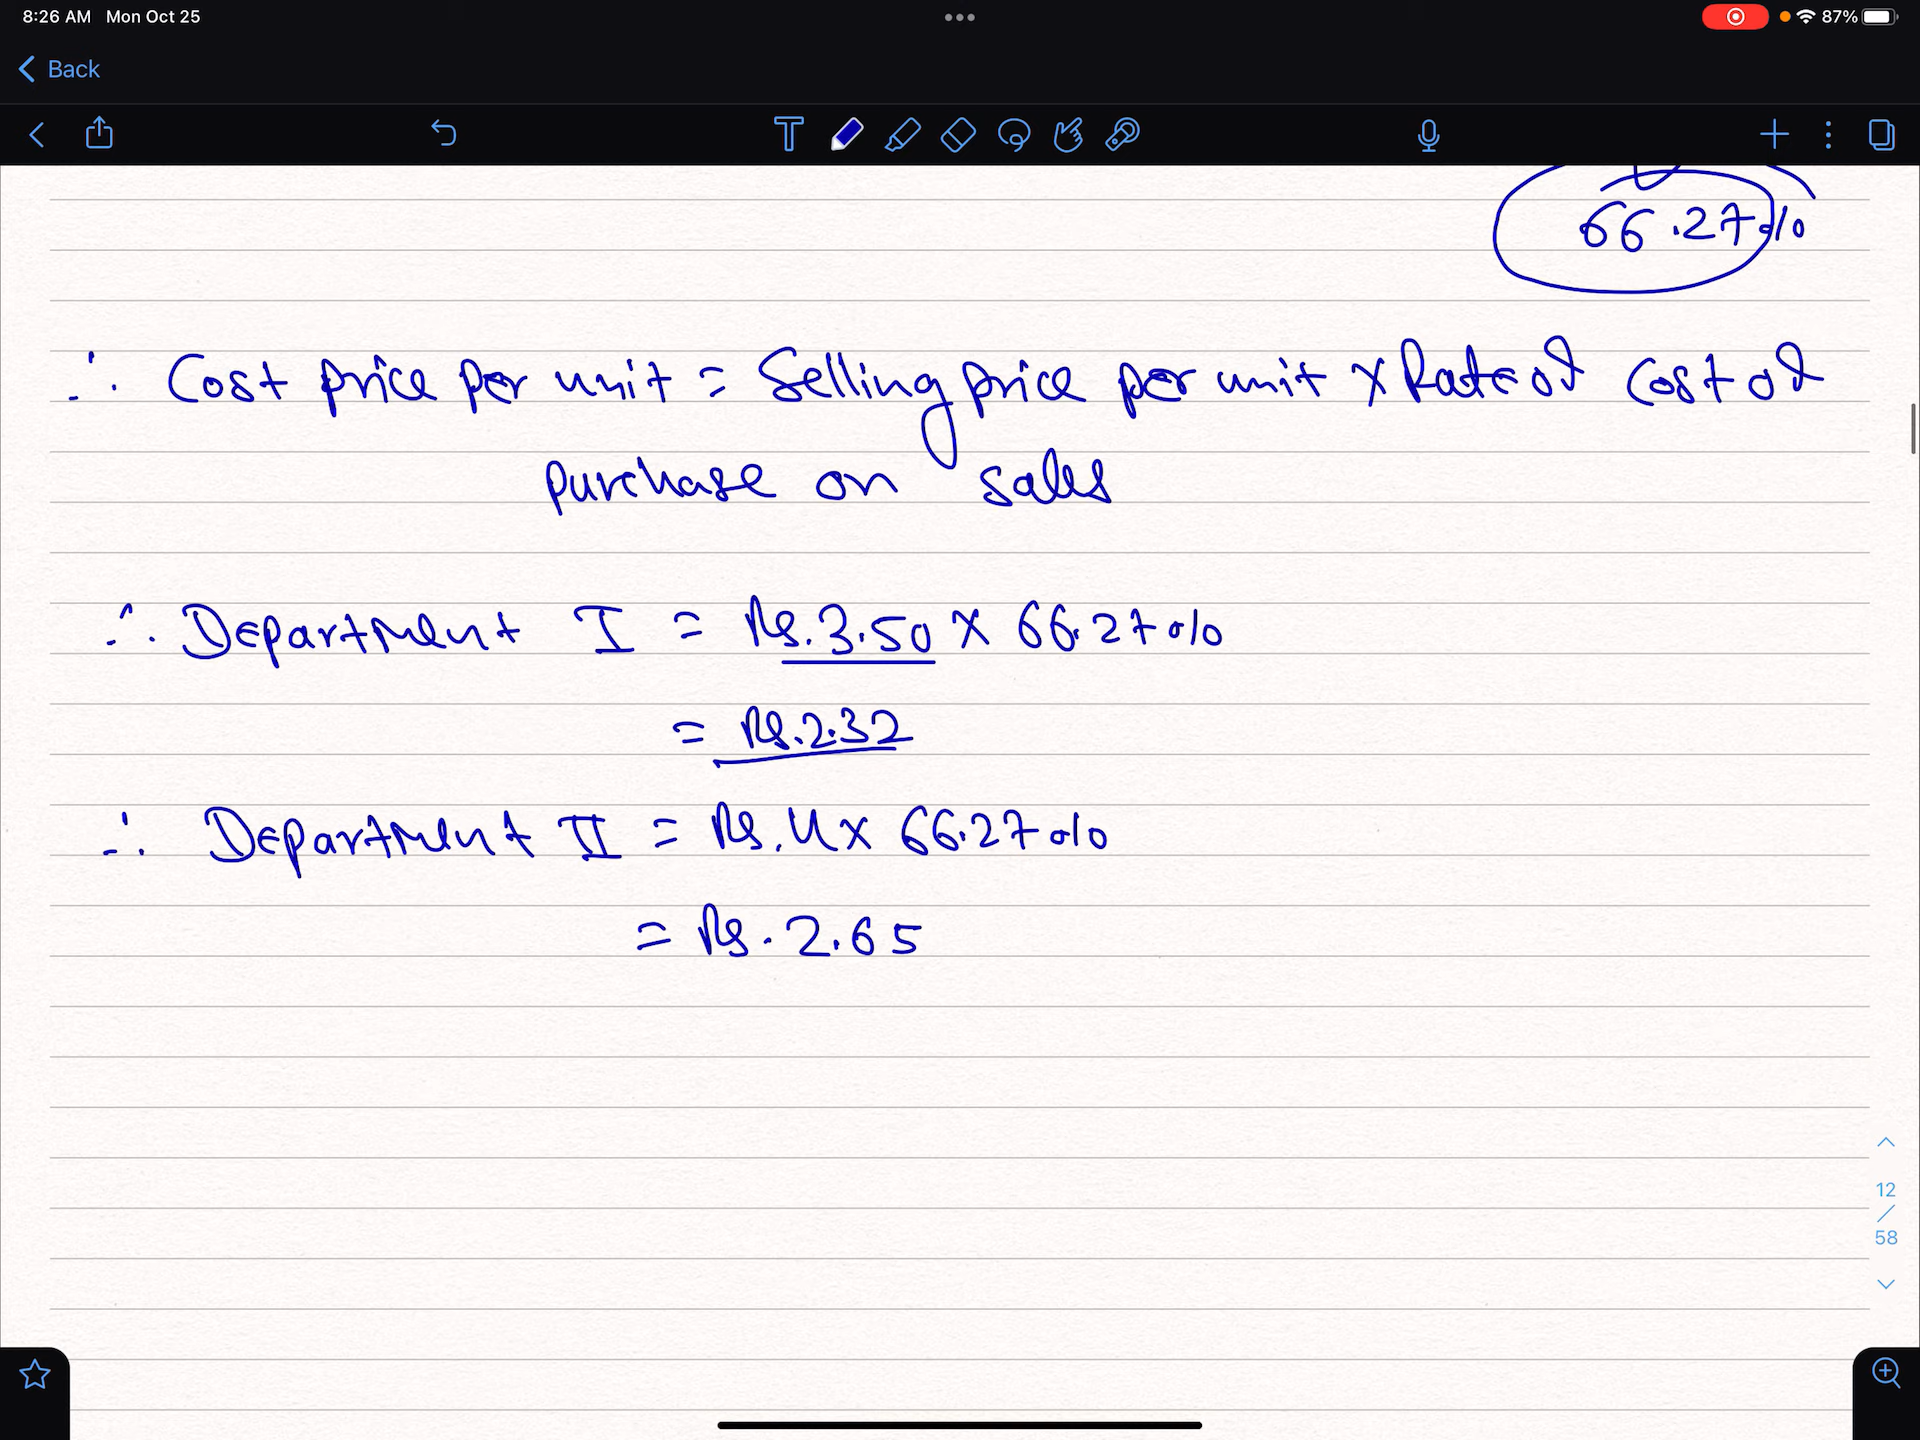 8:26 AM Mon Oct 25
87%
Back
66.27%
∴ Cost price per unit = Selling price per unit x Rate of Cost of
purchase on sales
∴ Department I = Rs.3.50 X 66.27%
= Rs.2.32
∴ Department II = Rs.4x 66.27%
= Rs.2.65
12
/
58